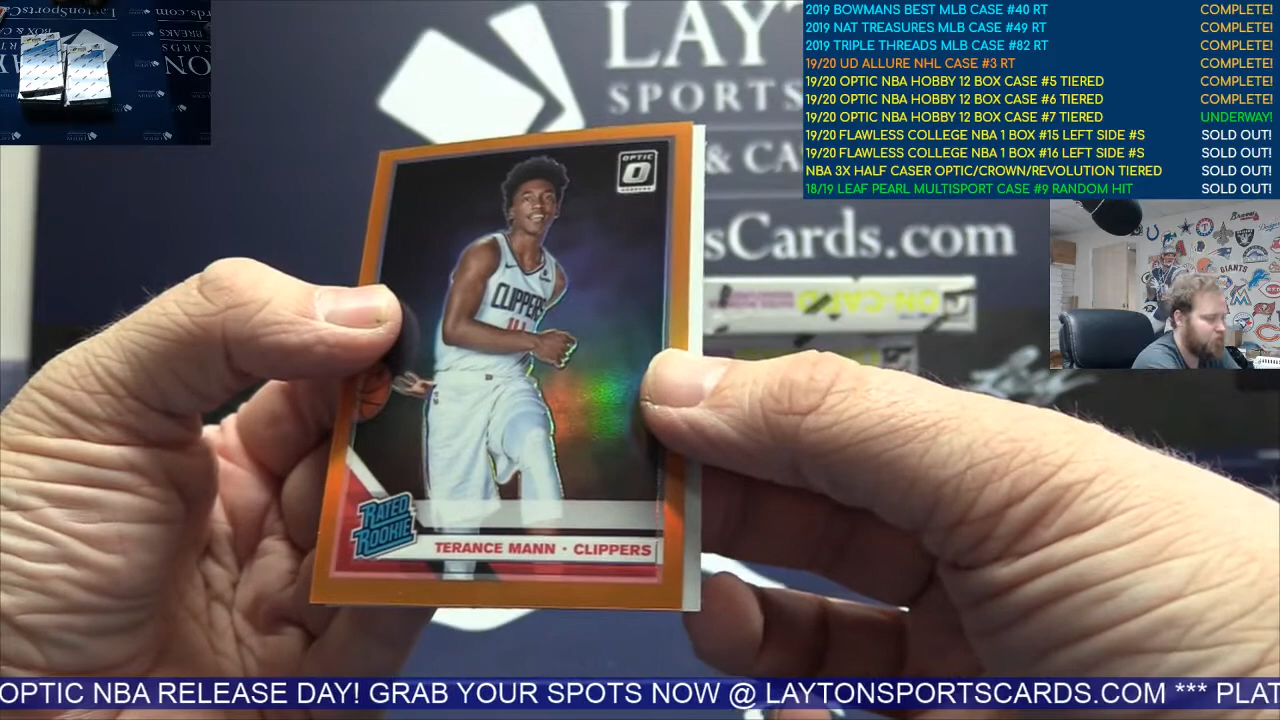 2019 BOWMANS BEST MLB CASE #40 RT COMPLETE!
2019 NAT TREASURES MLB CASE #49 RT COMPLETE!
2019 TRIPLE THREADS MLB CASE #82 RT COMPLETE!
19/20 UD ALLURE NHL CASE #3 RT COMPLETE!
19/20 OPTIC NBA HOBBY 12 BOX CASE #5 TIERED COMPLETE!
19/20 OPTIC NBA HOBBY 12 BOX CASE #6 TIERED COMPLETE!
19/20 OPTIC NBA HOBBY 12 BOX CASE #7 TIERED UNDERWAY!
19/20 FLAWLESS COLLEGE NBA 1 BOX #15 LEFT SIDE #S SOLD OUT!
19/20 FLAWLESS COLLEGE NBA 1 BOX #16 LEFT SIDE #S SOLD OUT!
NBA 3X HALF CASER OPTIC/CROWN/REVOLUTION TIERED SOLD OUT!
18/19 LEAF PEARL MULTISPORT CASE #9 RANDOM HIT SOLD OUT!
LAY
SPORTS
& CA
sCards.com
ON-CARD
OPTIC
CLIPPERS
RATED
ROOKIE
TERANCE MANN · CLIPPERS
GIANTS
Braves
OPTIC NBA RELEASE DAY! GRAB YOUR SPOTS NOW @ LAYTONSPORTSCARDS.COM *** PLAT